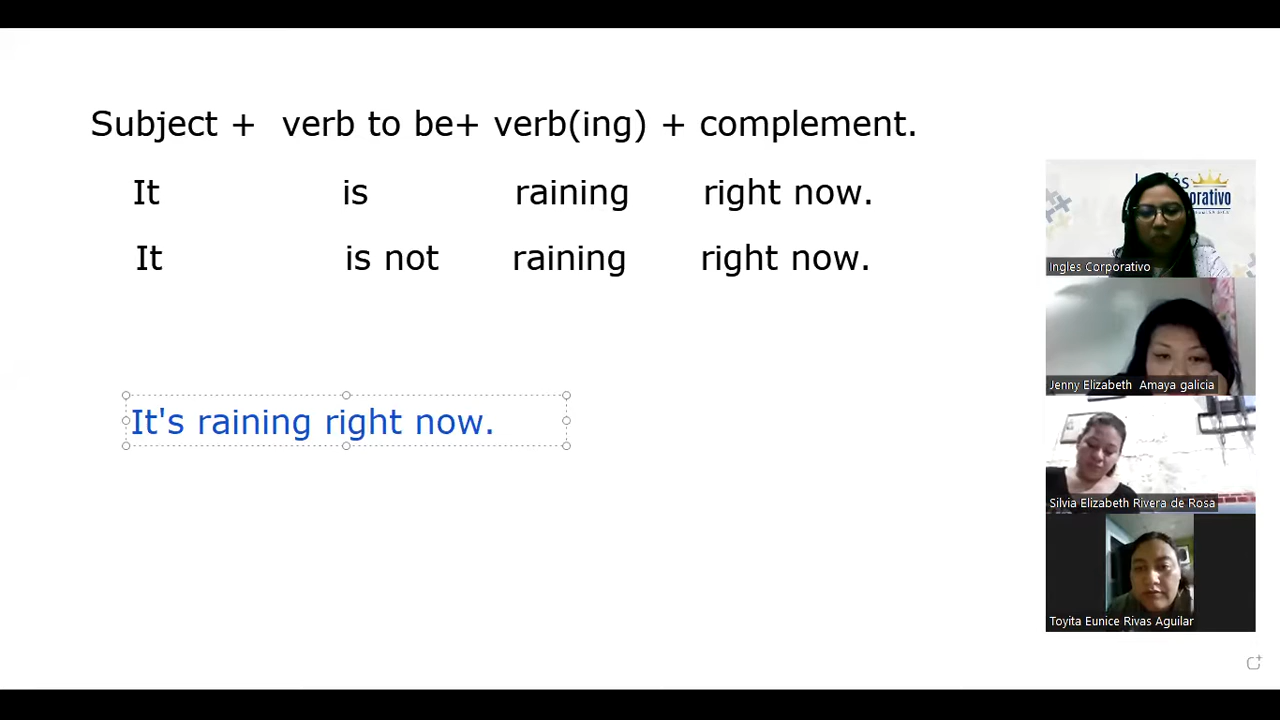 Subject + verb to be+ verb(ing) + complement.
It is raining right now.
It is not raining right now.
It's raining right now.
Ingles Corporativo
Jenny Elizabeth Amaya galicia
Silvia Elizabeth Rivera de Rosa
Toyita Eunice Rivas Aguilar